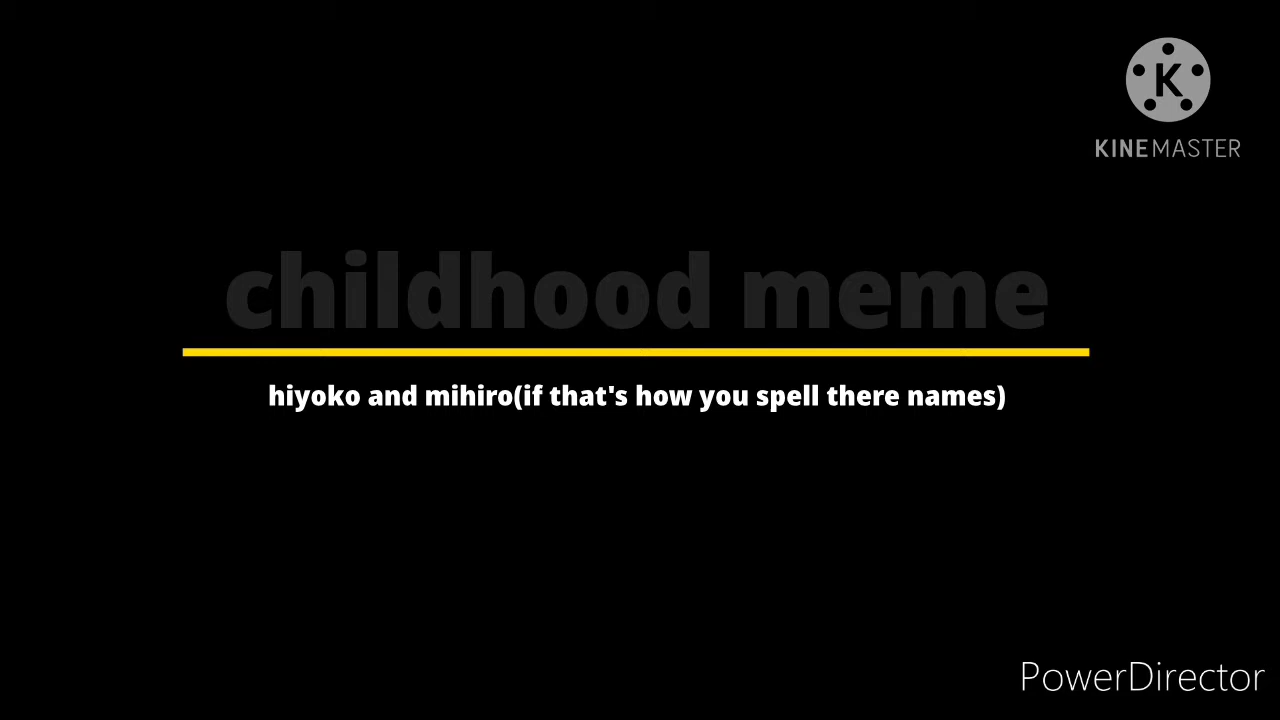 K
KINEMASTER
childhood meme
hiyoko and mihiro(if that's how you spell there names)
PowerDirector